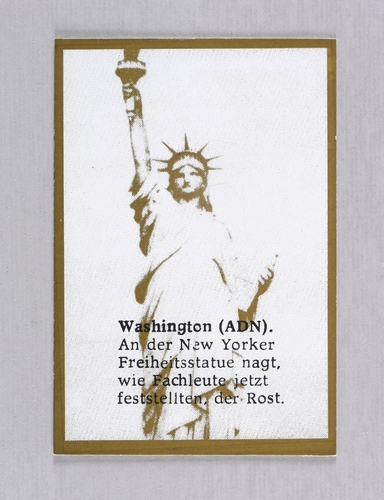 Washington (ADN).
An der New Yorker
Freiheitsstatue nagt,
wie Fachleute jetzt
feststellten, der Rost.